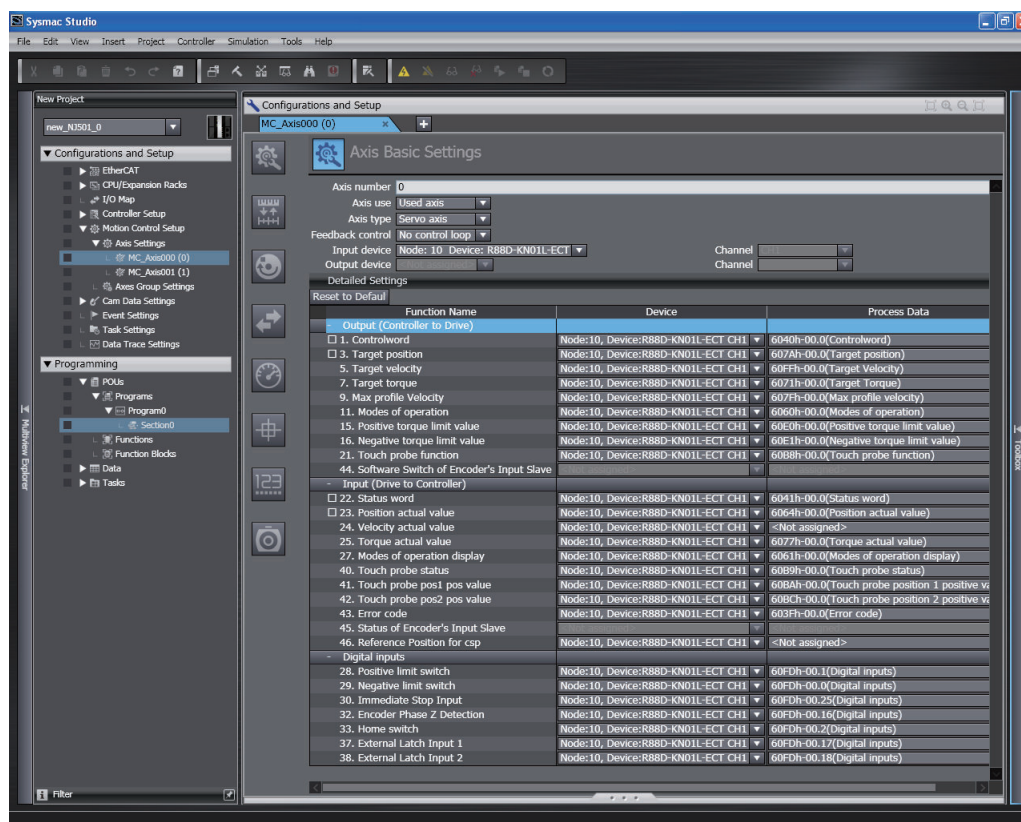 Sysmac Studio
File Edit View Insert Project Controller Simulation Tools Help
New Project
new_NJ501_0
Configurations and Setup
EtherCAT
CPU/Expansion Racks
I/O Map
Controller Setup
Motion Control Setup
Axis Settings
MC_Axis000 (0)
MC_Axis001 (1)
Axes Group Settings
Cam Data Settings
Event Settings
Task Settings
Data Trace Settings
Programming
POUs
Programs
Program0
Section0
Functions
Function Blocks
Data
Tasks
Filter
Multiview Explorer
Configurations and Setup
MC_Axis000 (0) × +
Axis Basic Settings
Axis number 0
Axis use Used axis
Axis type Servo axis
Feedback control No control loop
Input device Node: 10 Device: R88D-KN01L-ECT Channel CH1
Output device <Not assigned> Channel
Detailed Settings
Reset to Defaul
Function Name Device Process Data
- Output (Controller to Drive)
1. Controlword Node:10, Device:R88D-KN01L-ECT CH1 6040h-00.0(Controlword)
3. Target position Node:10, Device:R88D-KN01L-ECT CH1 607Ah-00.0(Target position)
5. Target velocity Node:10, Device:R88D-KN01L-ECT CH1 60FFh-00.0(Target Velocity)
7. Target torque Node:10, Device:R88D-KN01L-ECT CH1 6071h-00.0(Target Torque)
9. Max profile Velocity Node:10, Device:R88D-KN01L-ECT CH1 607Fh-00.0(Max profile velocity)
11. Modes of operation Node:10, Device:R88D-KN01L-ECT CH1 6060h-00.0(Modes of operation)
15. Positive torque limit value Node:10, Device:R88D-KN01L-ECT CH1 60E0h-00.0(Positive torque limit value)
16. Negative torque limit value Node:10, Device:R88D-KN01L-ECT CH1 60E1h-00.0(Negative torque limit value)
21. Touch probe function Node:10, Device:R88D-KN01L-ECT CH1 60B8h-00.0(Touch probe function)
44. Software Switch of Encoder's Input Slave <Not assigned> <Not assigned>
- Input (Drive to Controller)
22. Status word Node:10, Device:R88D-KN01L-ECT CH1 6041h-00.0(Status word)
23. Position actual value Node:10, Device:R88D-KN01L-ECT CH1 6064h-00.0(Position actual value)
24. Velocity actual value Node:10, Device:R88D-KN01L-ECT CH1 <Not assigned>
25. Torque actual value Node:10, Device:R88D-KN01L-ECT CH1 6077h-00.0(Torque actual value)
27. Modes of operation display Node:10, Device:R88D-KN01L-ECT CH1 6061h-00.0(Modes of operation display)
40. Touch probe status Node:10, Device:R88D-KN01L-ECT CH1 60B9h-00.0(Touch probe status)
41. Touch probe pos1 pos value Node:10, Device:R88D-KN01L-ECT CH1 60BAh-00.0(Touch probe position 1 positive va
42. Touch probe pos2 pos value Node:10, Device:R88D-KN01L-ECT CH1 60BCh-00.0(Touch probe position 2 positive va
43. Error code Node:10, Device:R88D-KN01L-ECT CH1 603Fh-00.0(Error code)
45. Status of Encoder's Input Slave <Not assigned> <Not assigned>
46. Reference Position for csp Node:10, Device:R88D-KN01L-ECT CH1 <Not assigned>
- Digital inputs
28. Positive limit switch Node:10, Device:R88D-KN01L-ECT CH1 60FDh-00.1(Digital inputs)
29. Negative limit switch Node:10, Device:R88D-KN01L-ECT CH1 60FDh-00.0(Digital inputs)
30. Immediate Stop Input Node:10, Device:R88D-KN01L-ECT CH1 60FDh-00.25(Digital inputs)
32. Encoder Phase Z Detection Node:10, Device:R88D-KN01L-ECT CH1 60FDh-00.16(Digital inputs)
33. Home switch Node:10, Device:R88D-KN01L-ECT CH1 60FDh-00.2(Digital inputs)
37. External Latch Input 1 Node:10, Device:R88D-KN01L-ECT CH1 60FDh-00.17(Digital inputs)
38. External Latch Input 2 Node:10, Device:R88D-KN01L-ECT CH1 60FDh-00.18(Digital inputs)
Toolbox